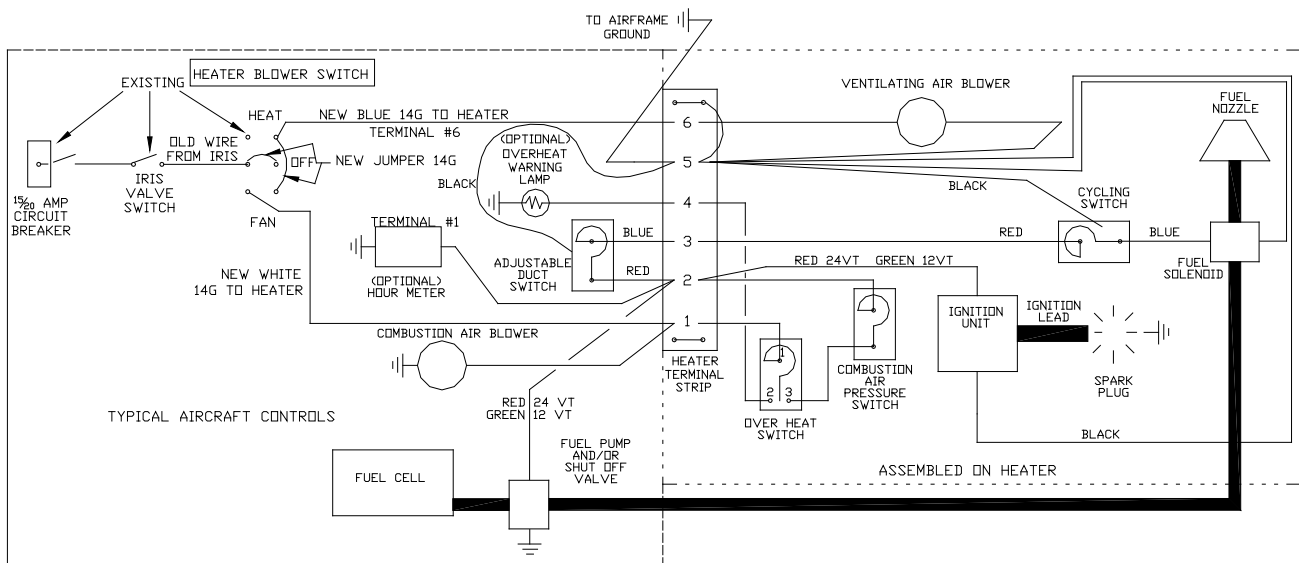 TO AIRFRAME
GROUND
EXISTING
HEATER BLOWER SWITCH
HEAT
NEW BLUE 14G TO HEATER
TERMINAL #6
OLD WIRE
FROM IRIS
OFF
NEW JUMPER 14G
IRIS
VALVE
SWITCH
15/20 AMP
CIRCUIT
BREAKER
FAN
NEW WHITE
14G TO HEATER
(OPTIONAL)
OVERHEAT
WARNING
LAMP
BLACK
TERMINAL #1
(OPTIONAL)
HOUR METER
ADJUSTABLE
DUCT
SWITCH
BLUE
RED
COMBUSTION AIR BLOWER
6
5
4
3
2
1
HEATER
TERMINAL
STRIP
VENTILATING AIR BLOWER
FUEL
NOZZLE
BLACK
CYCLING
SWITCH
RED
BLUE
FUEL
SOLENOID
RED 24VT GREEN 12VT
IGNITION
UNIT
IGNITION
LEAD
SPARK
PLUG
COMBUSTION
AIR
PRESSURE
SWITCH
1
2 3
OVER HEAT
SWITCH
BLACK
TYPICAL AIRCRAFT CONTROLS
RED 24 VT
GREEN 12 VT
FUEL PUMP
AND/OR
SHUT OFF
VALVE
FUEL CELL
ASSEMBLED ON HEATER